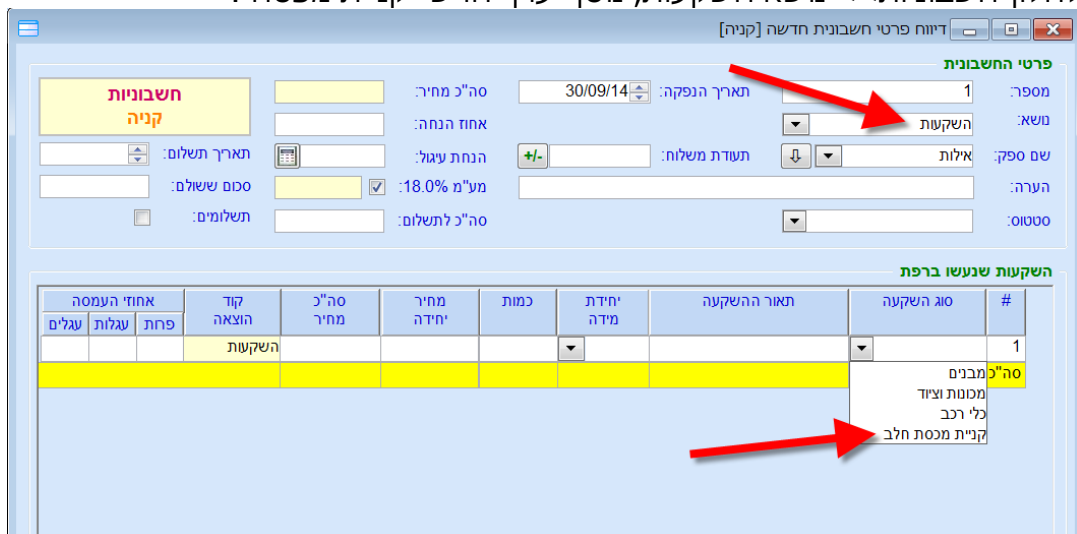 דיווח פרטי חשבונית חדשה [קניה]
פרטי החשבונית
מספר: 1 תאריך הנפקה: 30/09/14 סה"כ מחיר:
חשבוניות
קניה
נושא: השקעות אחוז הנחה:
שם ספק: אילות תעודת משלוח: +/- הנחת עיגול: תאריך תשלום:
הערה: מע"מ 18.0%: סכום ששולם:
סטטוס: סה"כ לתשלום: תשלומים:
השקעות שנעשו ברפת
# סוג השקעה תאור ההשקעה יחידת מידה כמות מחיר יחידה סה"כ מחיר קוד הוצאה אחוזי העמסה
פרות עגלות עגלים
1 השקעות
סה"כ
מבנים
מכונות וציוד
כלי רכב
קניית מכסת חלב